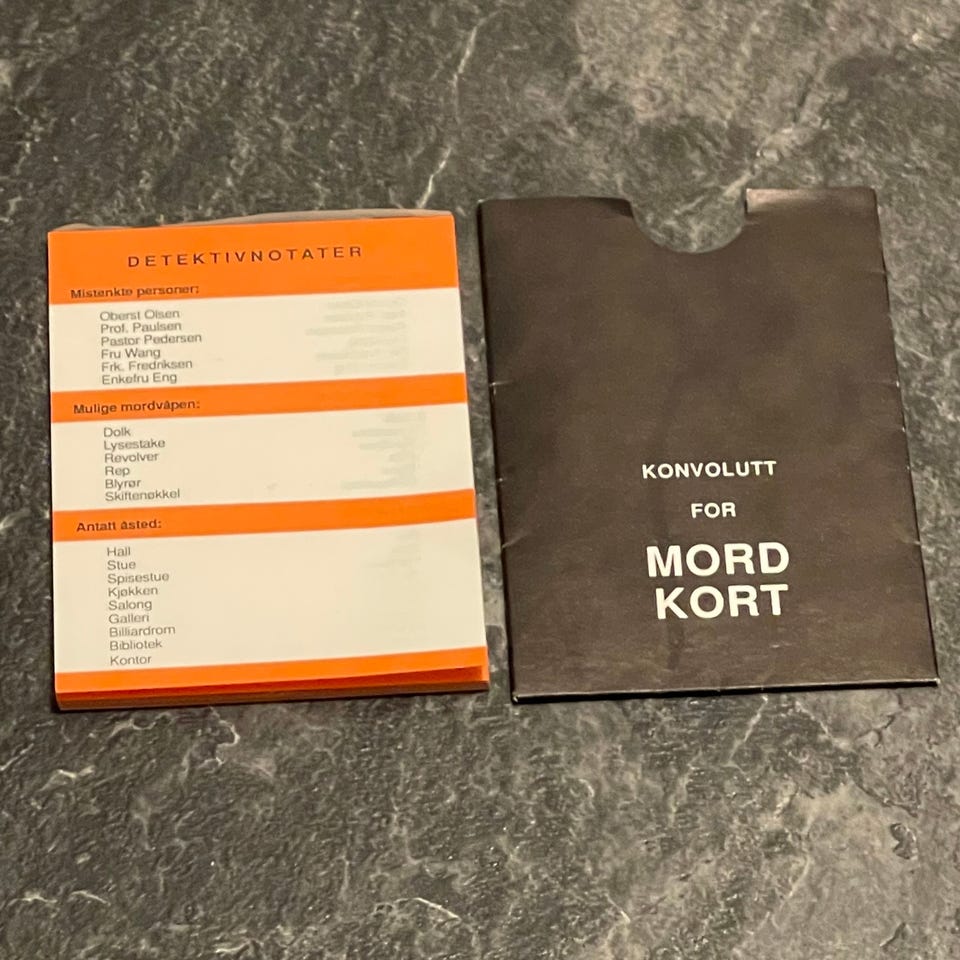 DETEKTIVNOTATER
Mistenkte personer:
Oberst Olsen
Prof. Paulsen
Pastor Pedersen
Fru Wang
Frk. Fredriksen
Enkefru Eng
Mulige mordvåpen:
Dolk
Lysestake
Revolver
Rep
Blyrør
Skiftenøkkel
Antatt åsted:
Hall
Stue
Spisestue
Kjøkken
Salong
Galleri
Billiardrom
Bibliotek
Kontor
KONVOLUTT
FOR
MORD
KORT